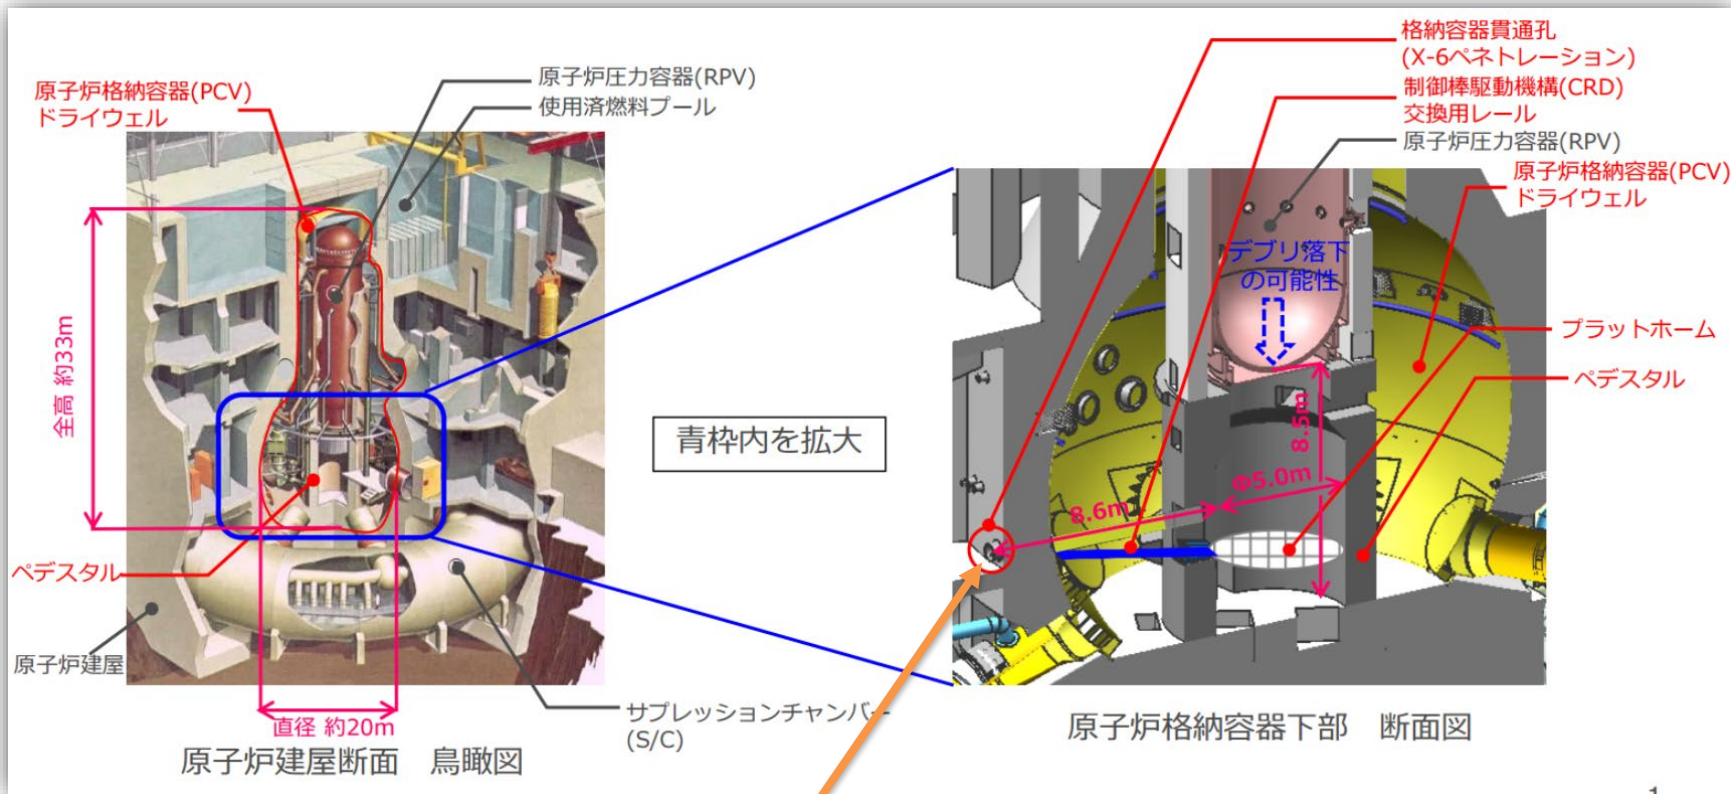 原子炉格納容器(PCV)
ドライウェル
原子炉圧力容器(RPV)
使用済燃料プール
全高 約33m
ペデスタル
原子炉建屋
直径 約20m
サプレッションチャンバー
(S/C)
原子炉建屋断面 鳥瞰図
青枠内を拡大
格納容器貫通孔
(X-6ペネトレーション)
制御棒駆動機構(CRD)
交換用レール
原子炉圧力容器(RPV)
原子炉格納容器(PCV)
ドライウェル
デブリ落下
の可能性
プラットホーム
ペデスタル
8.5m
Φ5.0m
8.6m
原子炉格納容器下部 断面図
1